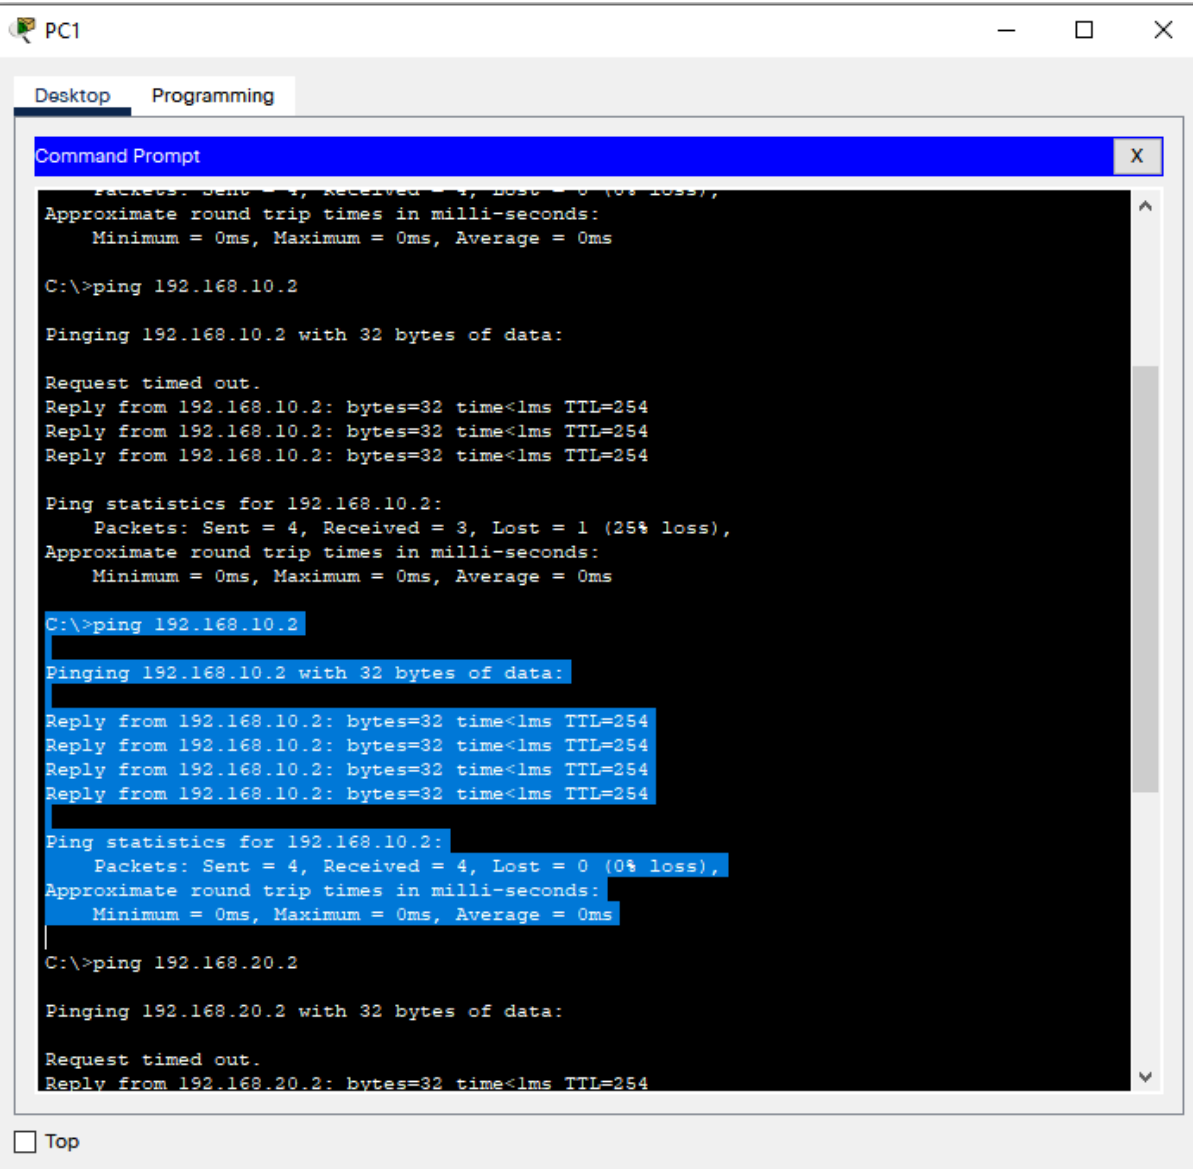 PC1
Desktop Programming
Command Prompt X
Packets: Sent = 4, Received = 4, Lost = 0 (0% loss),
Approximate round trip times in milli-seconds:
Minimum = 0ms, Maximum = 0ms, Average = 0ms
C:\>ping 192.168.10.2
Pinging 192.168.10.2 with 32 bytes of data:
Request timed out.
Reply from 192.168.10.2: bytes=32 time<1ms TTL=254
Reply from 192.168.10.2: bytes=32 time<1ms TTL=254
Reply from 192.168.10.2: bytes=32 time<1ms TTL=254
Ping statistics for 192.168.10.2:
Packets: Sent = 4, Received = 3, Lost = 1 (25% loss),
Approximate round trip times in milli-seconds:
Minimum = 0ms, Maximum = 0ms, Average = 0ms
C:\>ping 192.168.10.2
Pinging 192.168.10.2 with 32 bytes of data:
Reply from 192.168.10.2: bytes=32 time<1ms TTL=254
Reply from 192.168.10.2: bytes=32 time<1ms TTL=254
Reply from 192.168.10.2: bytes=32 time<1ms TTL=254
Reply from 192.168.10.2: bytes=32 time<1ms TTL=254
Ping statistics for 192.168.10.2:
Packets: Sent = 4, Received = 4, Lost = 0 (0% loss),
Approximate round trip times in milli-seconds:
Minimum = 0ms, Maximum = 0ms, Average = 0ms
C:\>ping 192.168.20.2
Pinging 192.168.20.2 with 32 bytes of data:
Request timed out.
Reply from 192.168.20.2: bytes=32 time<1ms TTL=254
Top